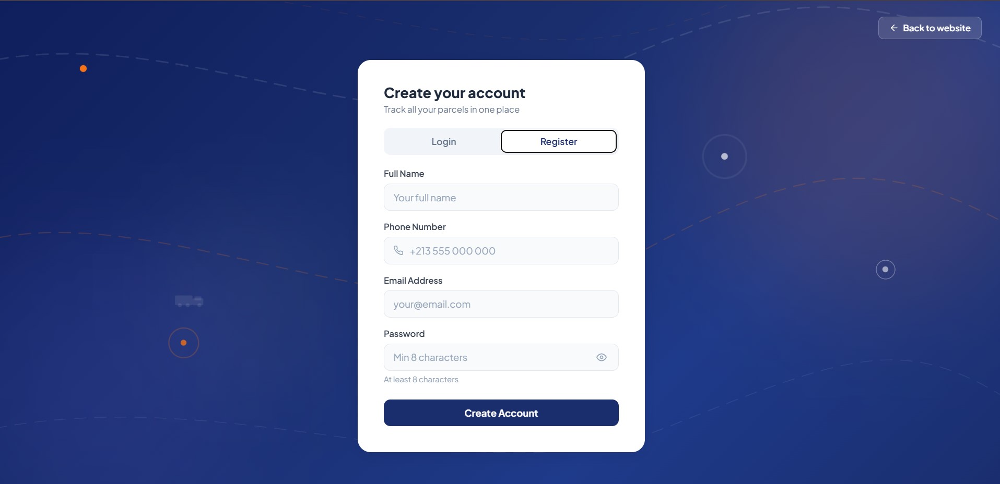 Back to website
Create your account
Track all your parcels in one place
Login
Register
Full Name
Your full name
Phone Number
+213 555 000 000
Email Address
your@email.com
Password
Min 8 characters
At least 8 characters
Create Account